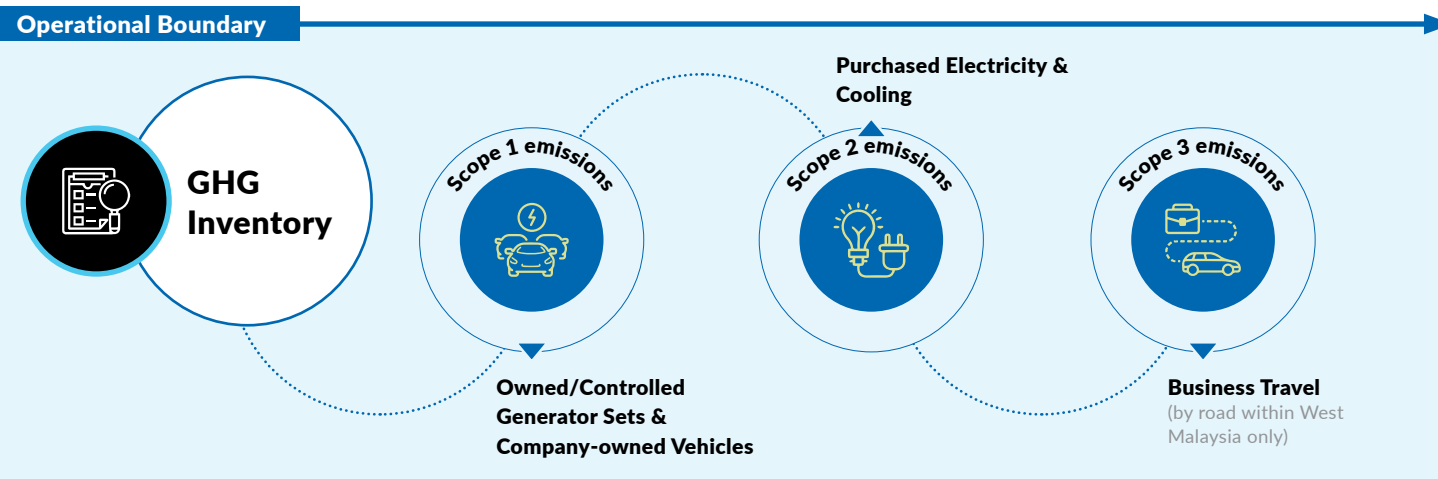 Operational Boundary
GHG
Inventory
Scope 1 emissions
Owned/Controlled
Generator Sets &
Company-owned Vehicles
Purchased Electricity &
Cooling
Scope 2 emissions
Scope 3 emissions
Business Travel
(by road within West
Malaysia only)